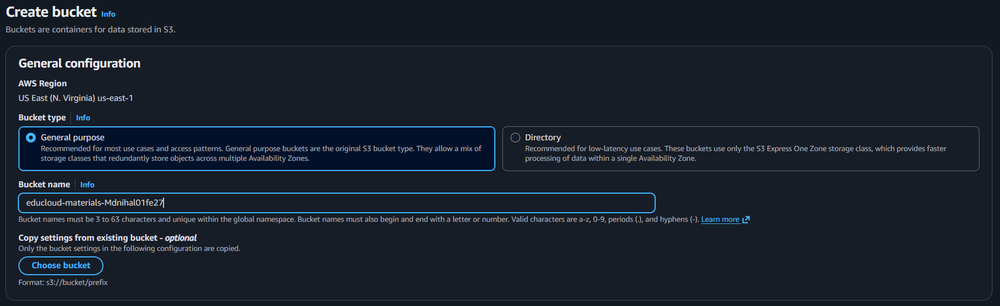 Create bucket Info
Buckets are containers for data stored in S3.
General configuration
AWS Region
US East (N. Virginia) us-east-1
Bucket type Info
General purpose
Recommended for most use cases and access patterns. General purpose buckets are the original S3 bucket type. They allow a mix of
storage classes that redundantly store objects across multiple Availability Zones.
Directory
Recommended for low-latency use cases. These buckets use only the S3 Express One Zone storage class, which provides faster
processing of data within a single Availability Zone.
Bucket name Info
educloud-materials-Mdnihal01fe27
Bucket names must be 3 to 63 characters and unique within the global namespace. Bucket names must also begin and end with a letter or number. Valid characters are a-z, 0-9, periods (.), and hyphens (-). Learn more
Copy settings from existing bucket - optional
Only the bucket settings in the following configuration are copied.
Choose bucket
Format: s3://bucket/prefix